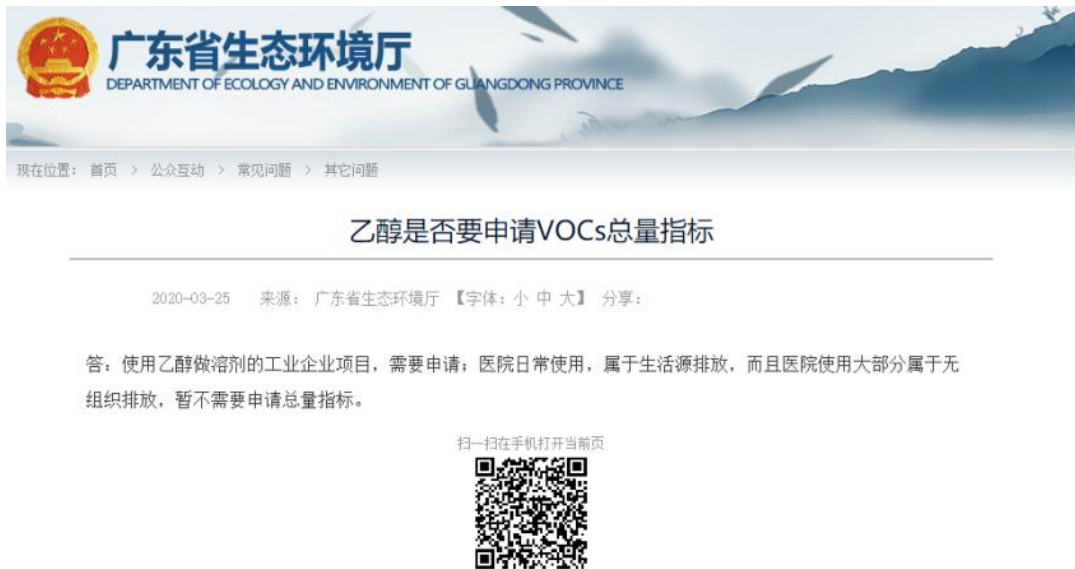 广东省生态环境厅
DEPARTMENT OF ECOLOGY AND ENVIRONMENT OF GUANGDONG PROVINCE
现在位置： 首页 > 公众互动 > 常见问题 > 其它问题
乙醇是否要申请VOCs总量指标
2020-03-25 来源： 广东省生态环境厅 【字体：小 中 大】 分享：
答：使用乙醇做溶剂的工业企业项目，需要申请；医院日常使用，属于生活源排放，而且医院使用大部分属于无
组织排放，暂不需要申请总量指标。
扫一扫在手机打开当前页